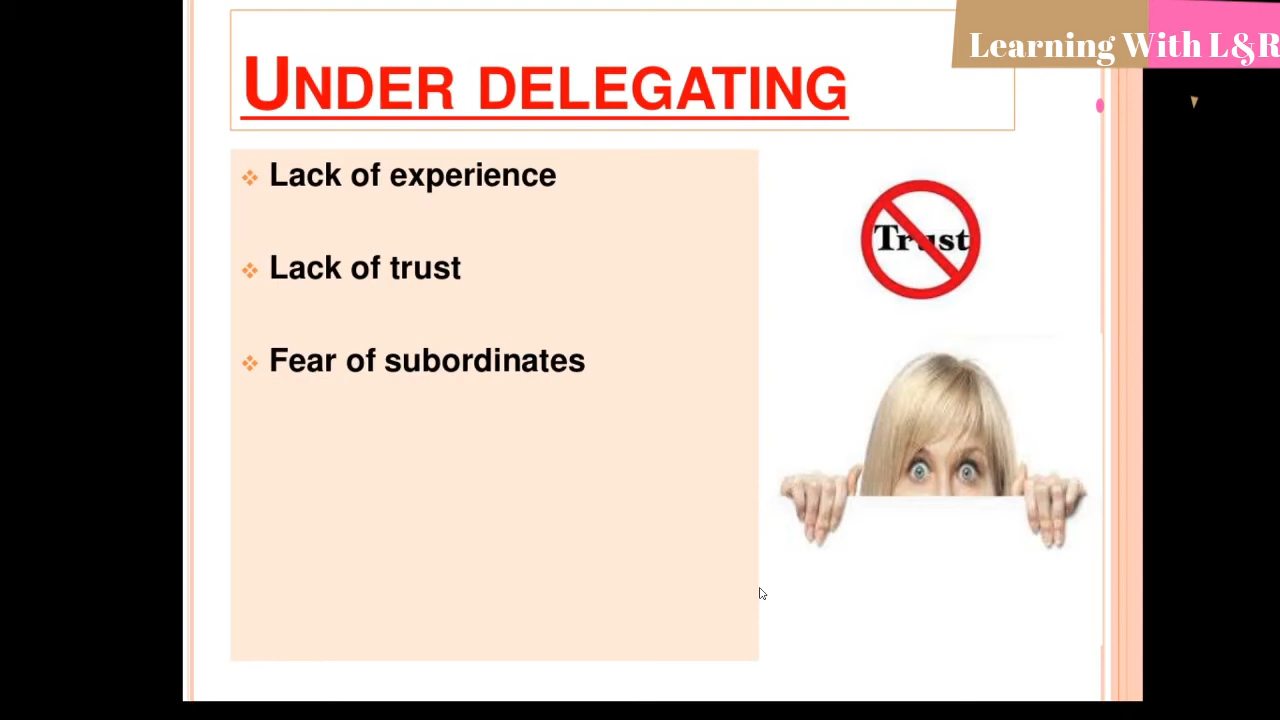 Learning With L&R
UNDER DELEGATING
Lack of experience
Lack of trust
Fear of subordinates
Trust